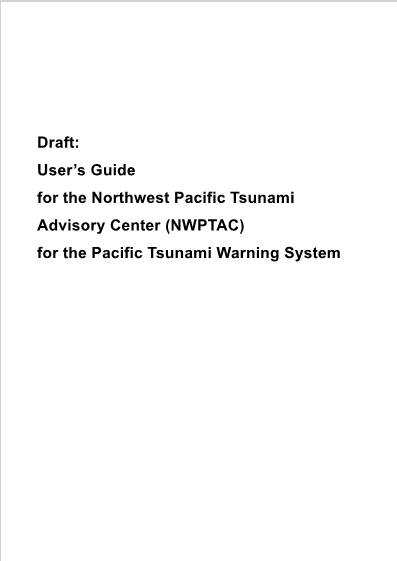 Draft:
User’s Guide
for the Northwest Pacific Tsunami
Advisory Center (NWPTAC)
for the Pacific Tsunami Warning System